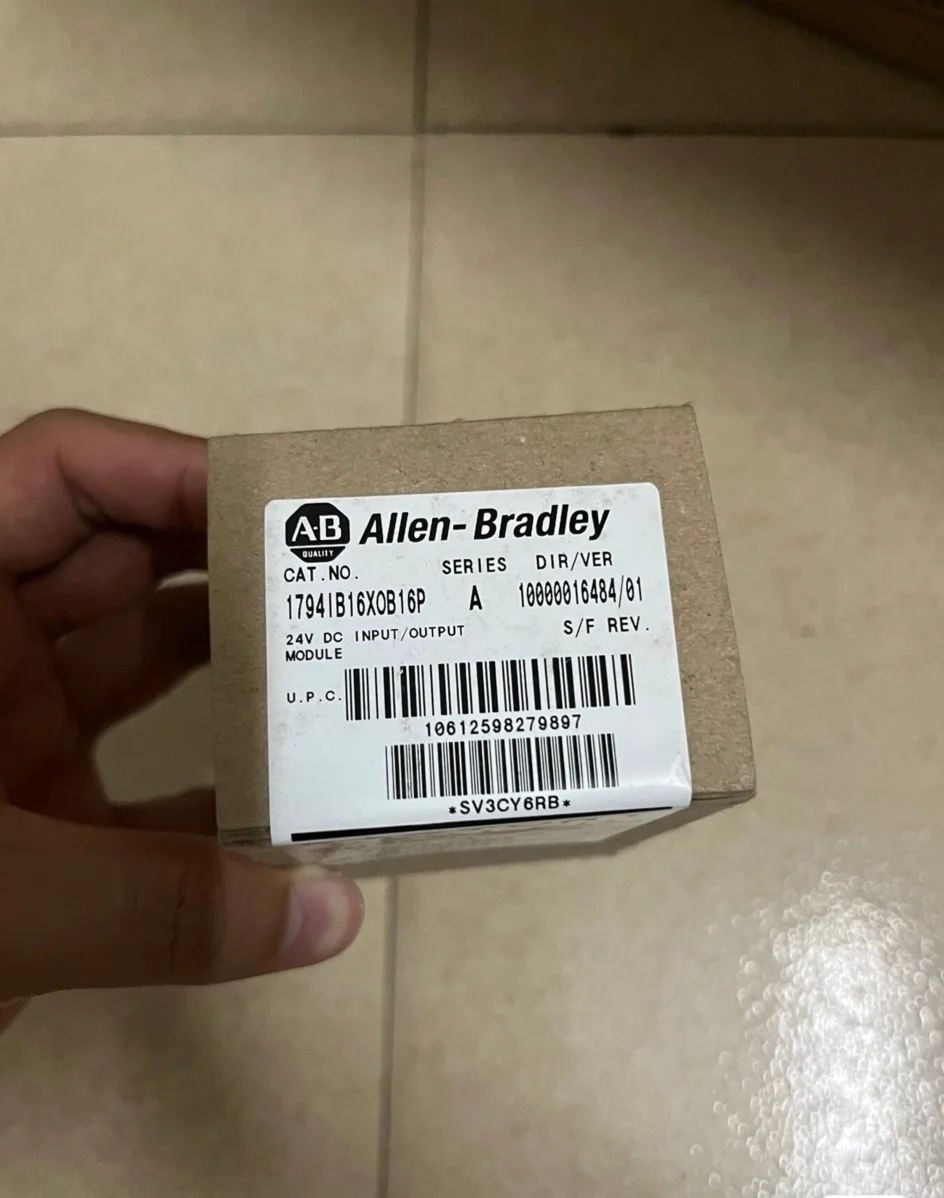 A·B QUALITY
Allen-Bradley
CAT.NO. SERIES DIR/VER
1794IB16XOB16P A 10000016484/01
24V DC INPUT/OUTPUT S/F REV.
MODULE
U.P.C.
10612598279897
*SV3CY6RB*